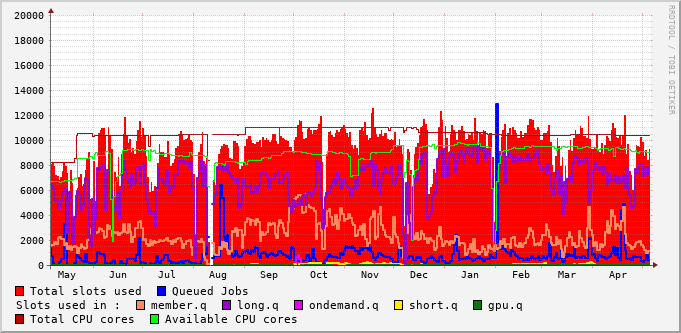 20000
18000
16000
14000
12000
10000
8000
6000
4000
2000
0
May Jun Jul Aug Sep Oct Nov Dec Jan Feb Mar Apr
Total slots used Queued Jobs
Slots used in : member.q long.q ondemand.q short.q gpu.q
Total CPU cores Available CPU cores
RRDTOOL / TOBI OETIKER